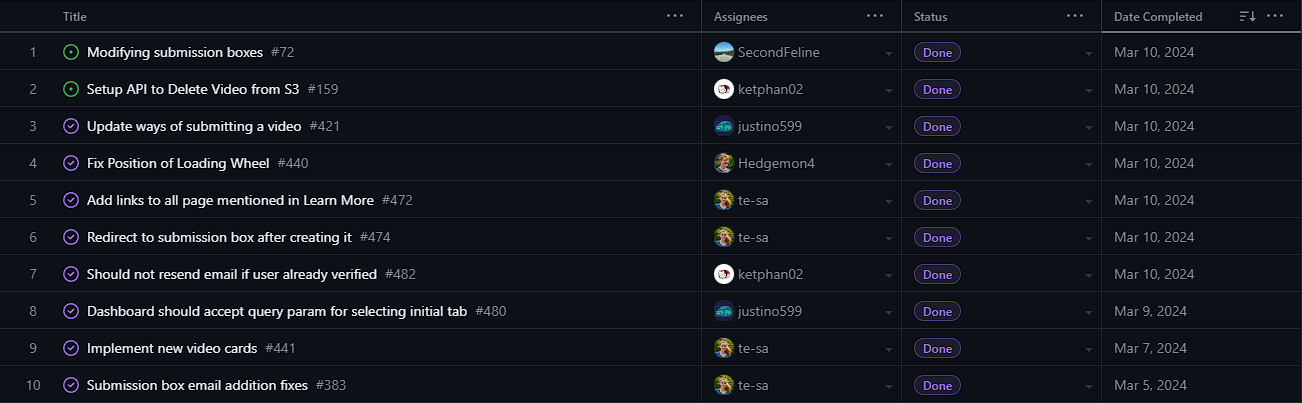 Title ... Assignees ... Status ... Date Completed ...
1 Modifying submission boxes #72 SecondFeline Done Mar 10, 2024
2 Setup API to Delete Video from S3 #159 ketphan02 Done Mar 10, 2024
3 Update ways of submitting a video #421 justino599 Done Mar 10, 2024
4 Fix Position of Loading Wheel #440 Hedgemon4 Done Mar 10, 2024
5 Add links to all page mentioned in Learn More #472 te-sa Done Mar 10, 2024
6 Redirect to submission box after creating it #474 te-sa Done Mar 10, 2024
7 Should not resend email if user already verified #482 ketphan02 Done Mar 10, 2024
8 Dashboard should accept query param for selecting initial tab #480 justino599 Done Mar 9, 2024
9 Implement new video cards #441 te-sa Done Mar 7, 2024
10 Submission box email addition fixes #383 te-sa Done Mar 5, 2024